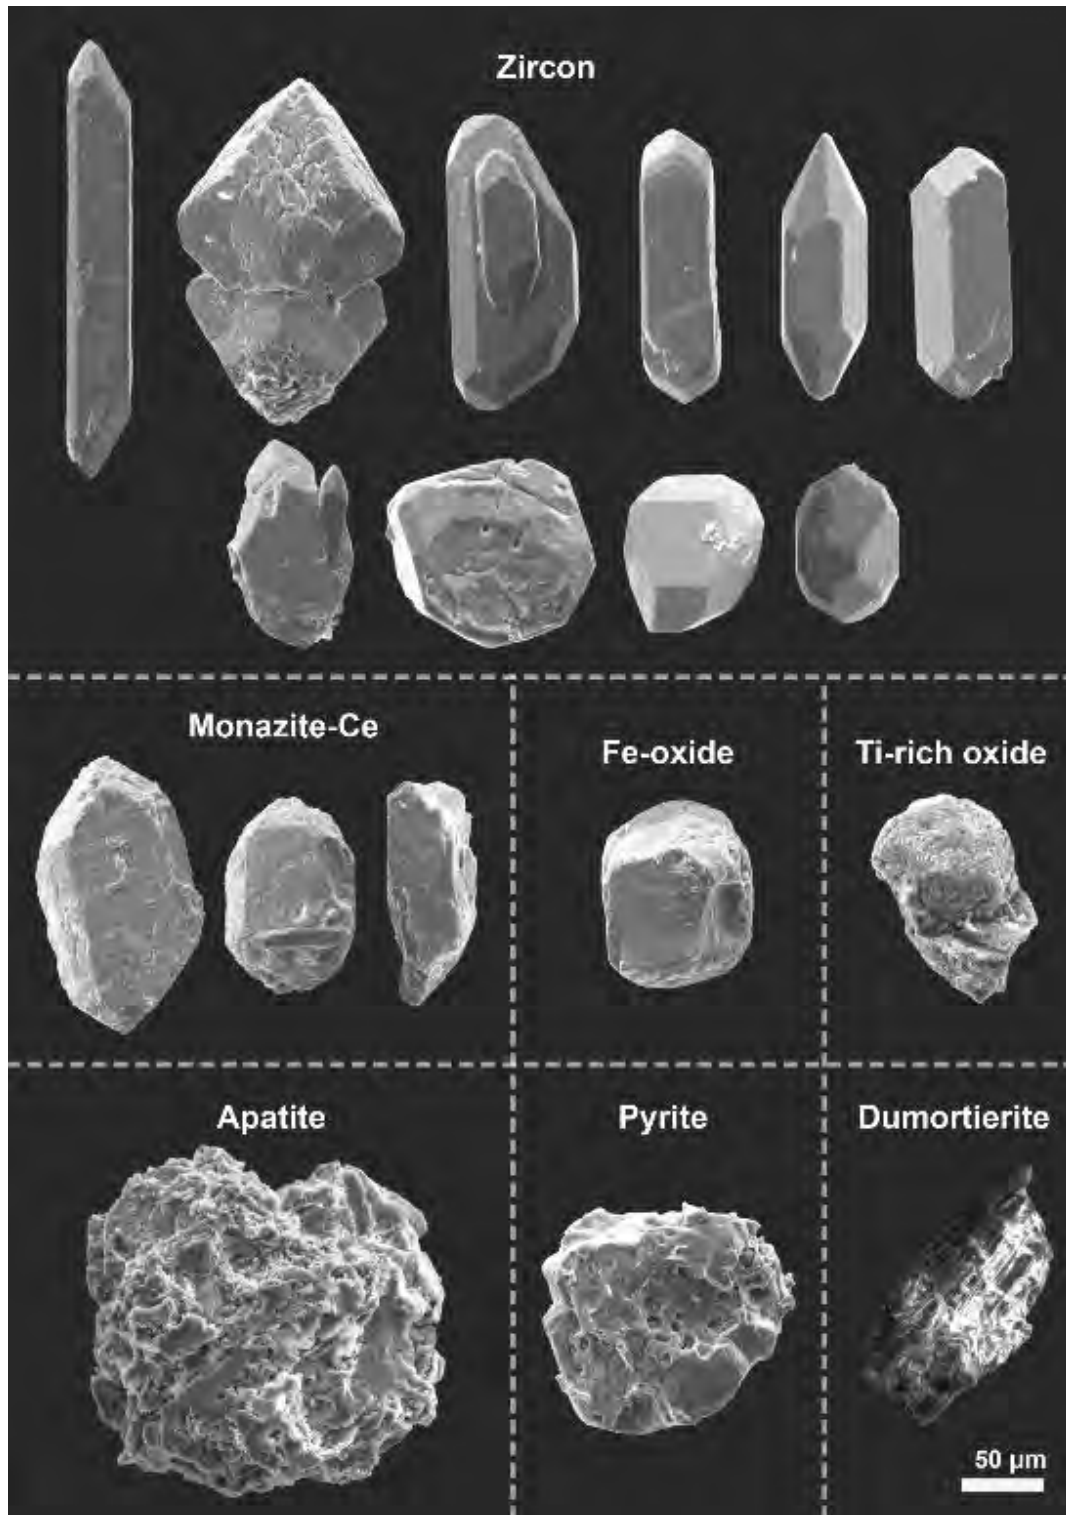 Zircon
Monazite-Ce
Fe-oxide
Ti-rich oxide
Apatite
Pyrite
Dumortierite
50 µm